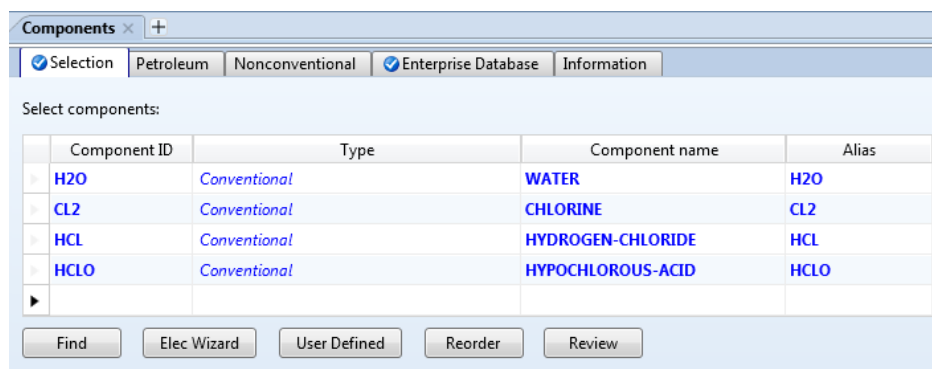 Components × +
Selection Petroleum Nonconventional Enterprise Database Information
Select components:
Component ID Type Component name Alias
H2O Conventional WATER H2O
CL2 Conventional CHLORINE CL2
HCL Conventional HYDROGEN-CHLORIDE HCL
HCLO Conventional HYPOCHLOROUS-ACID HCLO
Find Elec Wizard User Defined Reorder Review